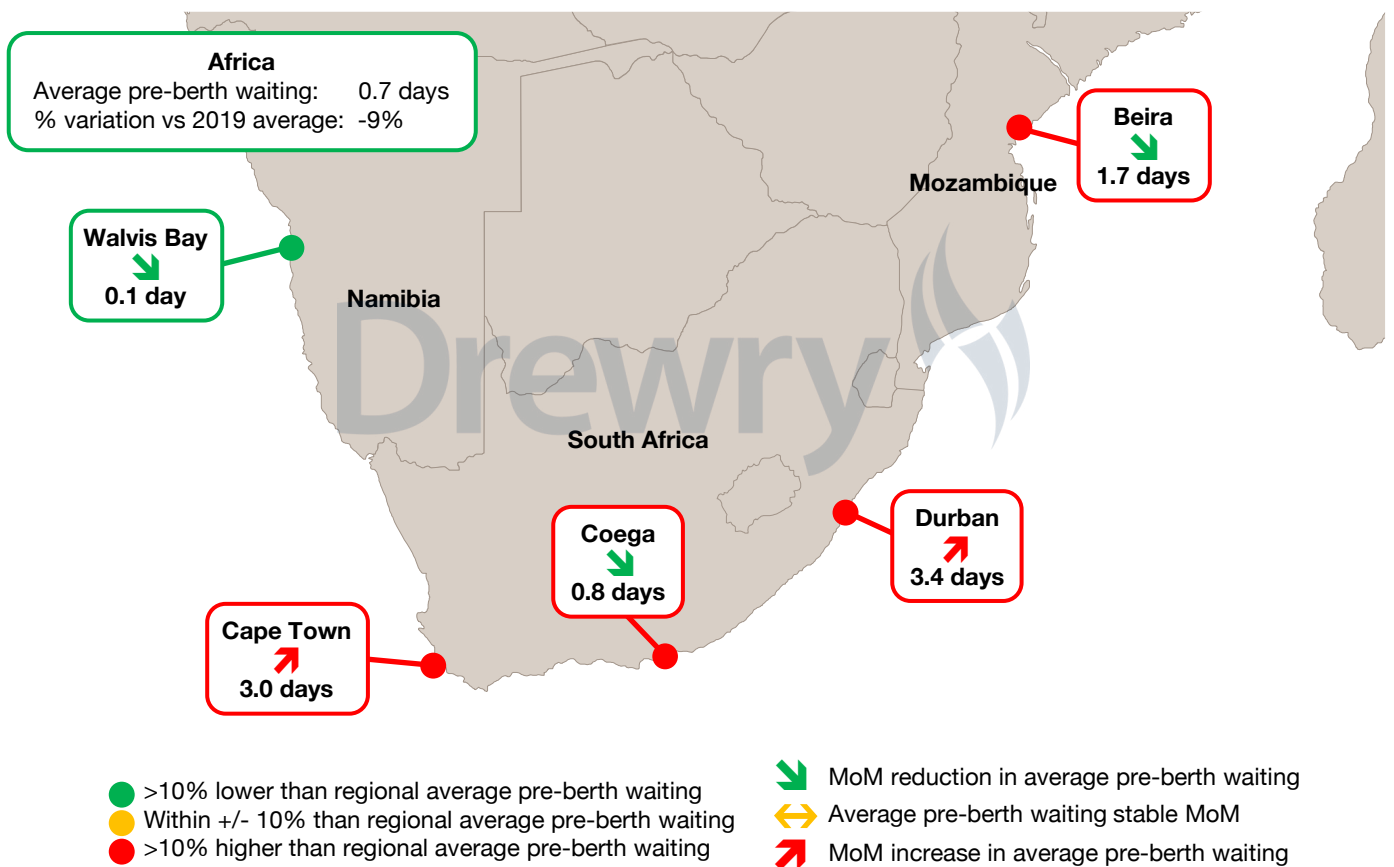 Africa
Average pre-berth waiting: 0.7 days
% variation vs 2019 average: -9%
Beira
1.7 days
Mozambique
Walvis Bay
0.1 day
Namibia
Drewry
South Africa
Durban
3.4 days
Coega
0.8 days
Cape Town
3.0 days
>10% lower than regional average pre-berth waiting
Within +/- 10% than regional average pre-berth waiting
>10% higher than regional average pre-berth waiting
MoM reduction in average pre-berth waiting
Average pre-berth waiting stable MoM
MoM increase in average pre-berth waiting